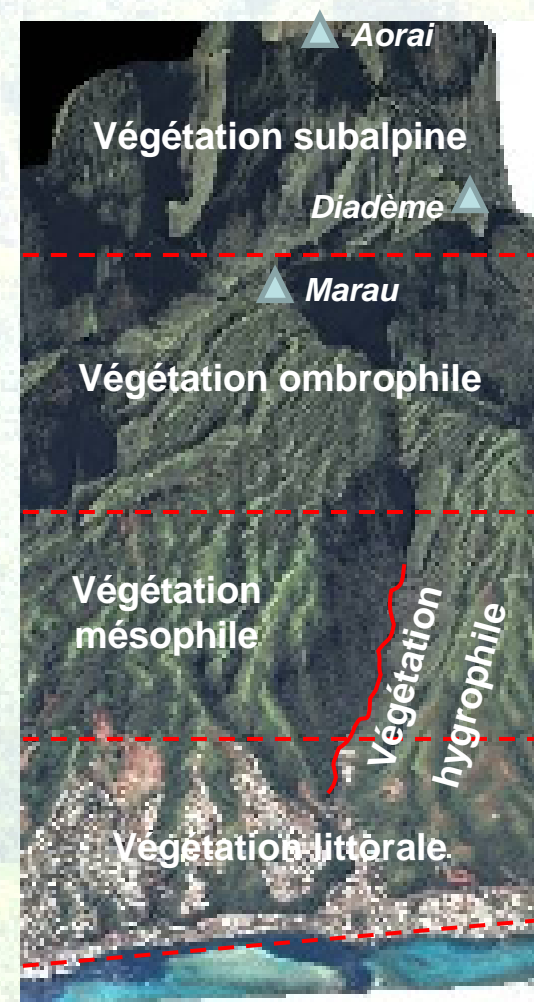 Aorai
Végétation subalpine
Diadème
Marau
Végétation ombrophile
Végétation
mésophile
Végétation
hygrophile
Végétation littorale